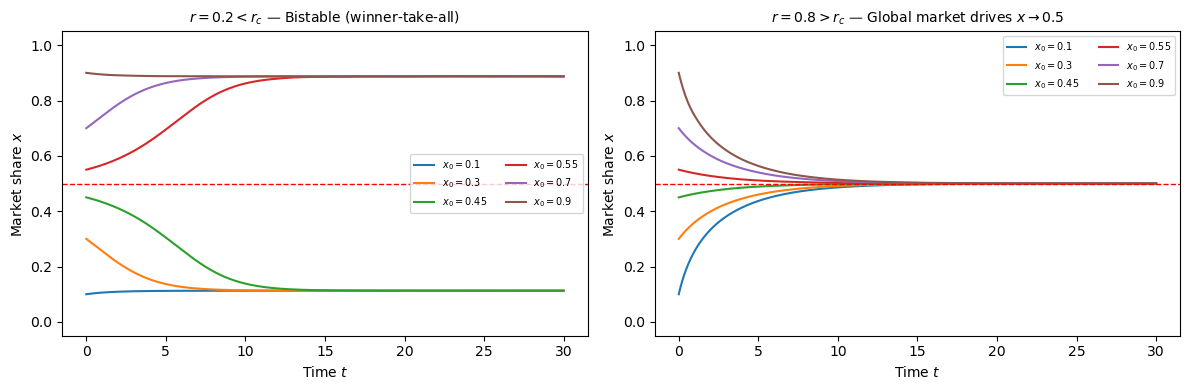 r = 0.2 < r_c — Bistable (winner-take-all)
1.0
0.8
0.6
0.4
0.2
0.0
Market share x
x_0 = 0.1
x_0 = 0.3
x_0 = 0.45
x_0 = 0.55
x_0 = 0.7
x_0 = 0.9
0 5 10 15 20 25 30
Time t
r = 0.8 > r_c — Global market drives x → 0.5
1.0
0.8
0.6
0.4
0.2
0.0
Market share x
x_0 = 0.1
x_0 = 0.3
x_0 = 0.45
x_0 = 0.55
x_0 = 0.7
x_0 = 0.9
0 5 10 15 20 25 30
Time t